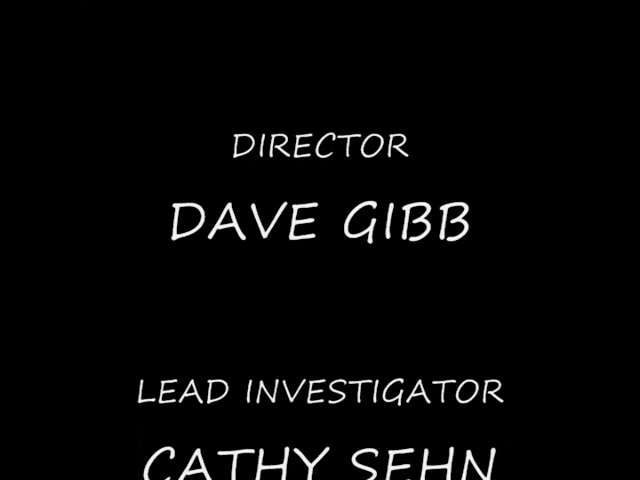 DIRECTOR
DAVE GIBB
LEAD INVESTIGATOR
CATHY SEHN